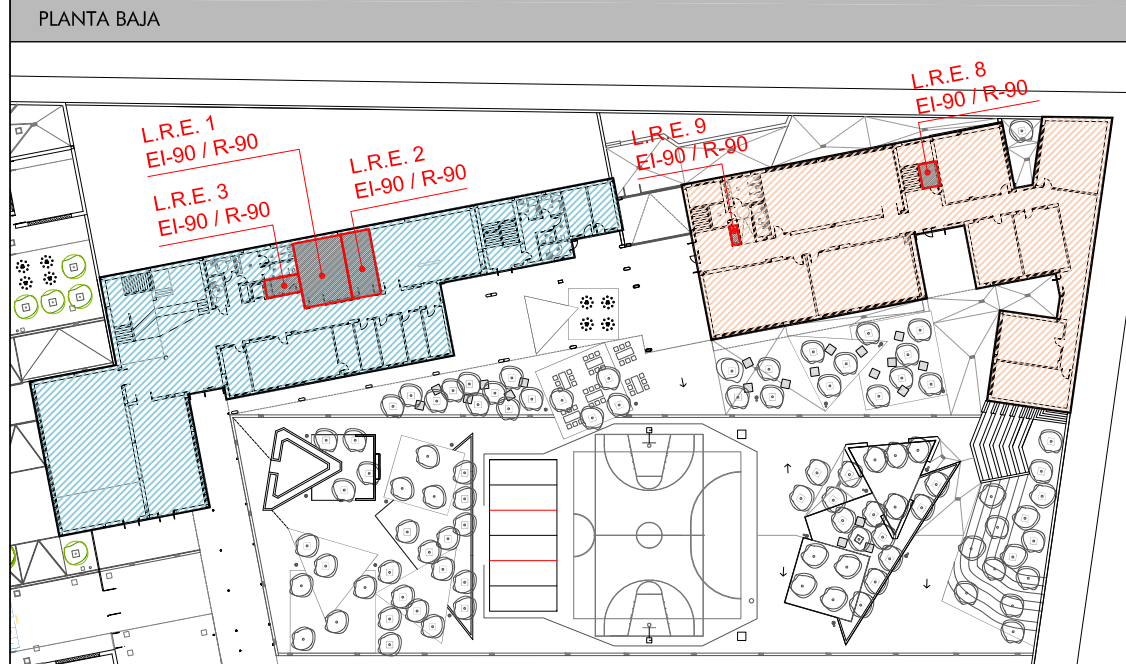 PLANTA BAJA
L.R.E. 8
EI-90 / R-90
L.R.E. 1
EI-90 / R-90
L.R.E. 9
EI-90 / R-90
L.R.E. 2
EI-90 / R-90
L.R.E. 3
EI-90 / R-90